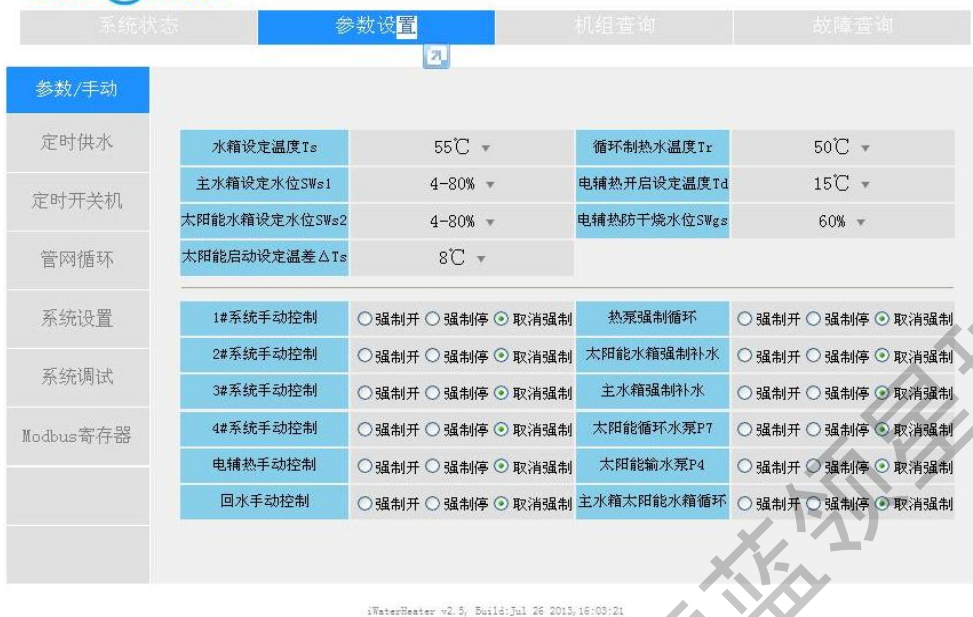 系统状态 参数设置 机组查询 故障查询
参数/手动
定时供水
定时开关机
管网循环
系统设置
系统调试
Modbus寄存器
水箱设定温度Ts 55℃ 循环制热水温度Tr 50℃
主水箱设定水位SWs1 4-80% 电辅热开启设定温度Td 15℃
太阳能水箱设定水位SWs2 4-80% 电辅热防干烧水位SWgs 60%
太阳能启动设定温差△Ts 8℃
1#系统手动控制 强制开 强制停 取消强制 热泵强制循环 强制开 强制停 取消强制
2#系统手动控制 强制开 强制停 取消强制 太阳能水箱强制补水 强制开 强制停 取消强制
3#系统手动控制 强制开 强制停 取消强制 主水箱强制补水 强制开 强制停 取消强制
4#系统手动控制 强制开 强制停 取消强制 太阳能循环水泵P7 强制开 强制停 取消强制
电辅热手动控制 强制开 强制停 取消强制 太阳能输水泵P4 强制开 强制停 取消强制
回水手动控制 强制开 强制停 取消强制 主水箱太阳能水箱循环 强制开 强制停 取消强制
iWaterHeater v2.5, Build:Jul 26 2013,16:03:21
蓝领星